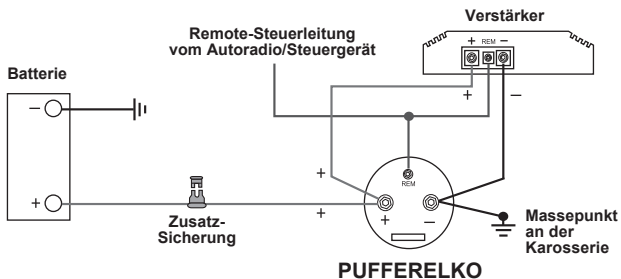 Verstärker
Remote-Steuerleitung
vom Autoradio/Steuergerät
+ REM −
Batterie
+ −
−
+
REM
+
+
Zusatz-
Sicherung
+ −
Massepunkt
an der
Karosserie
PUFFERELKO